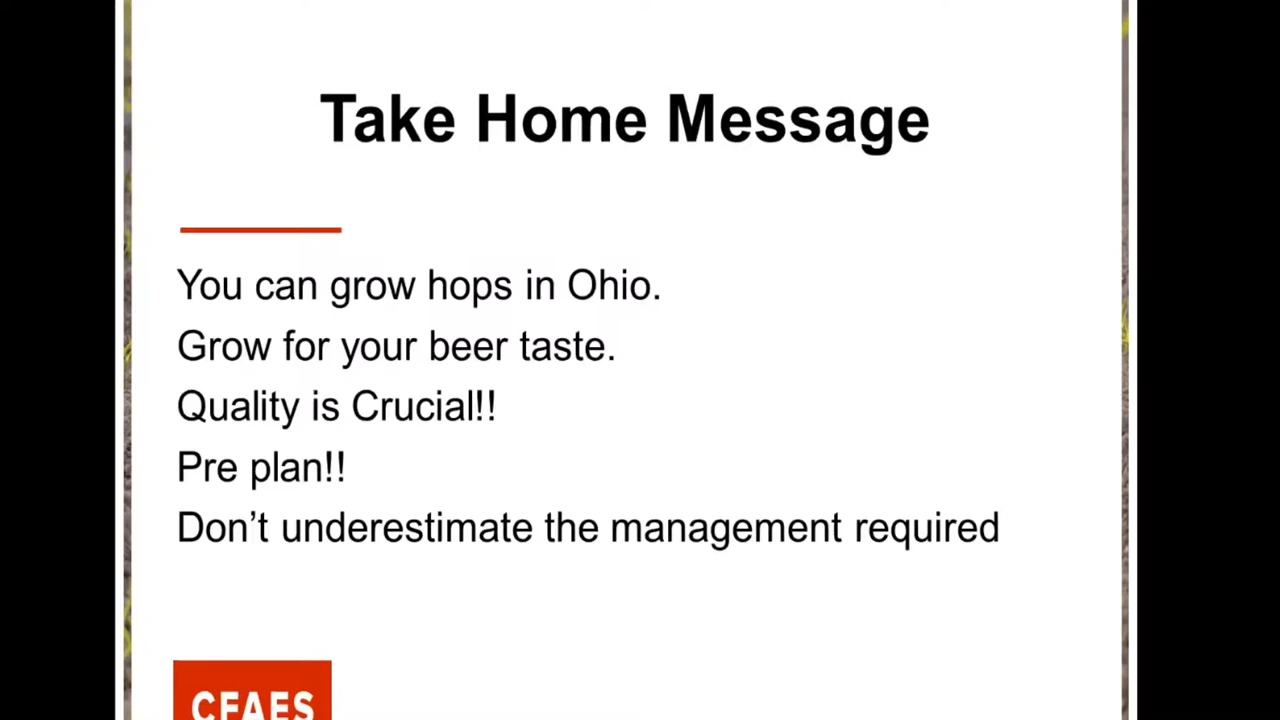 Take Home Message
You can grow hops in Ohio.
Grow for your beer taste.
Quality is Crucial!!
Pre plan!!
Don’t underestimate the management required
CFAES